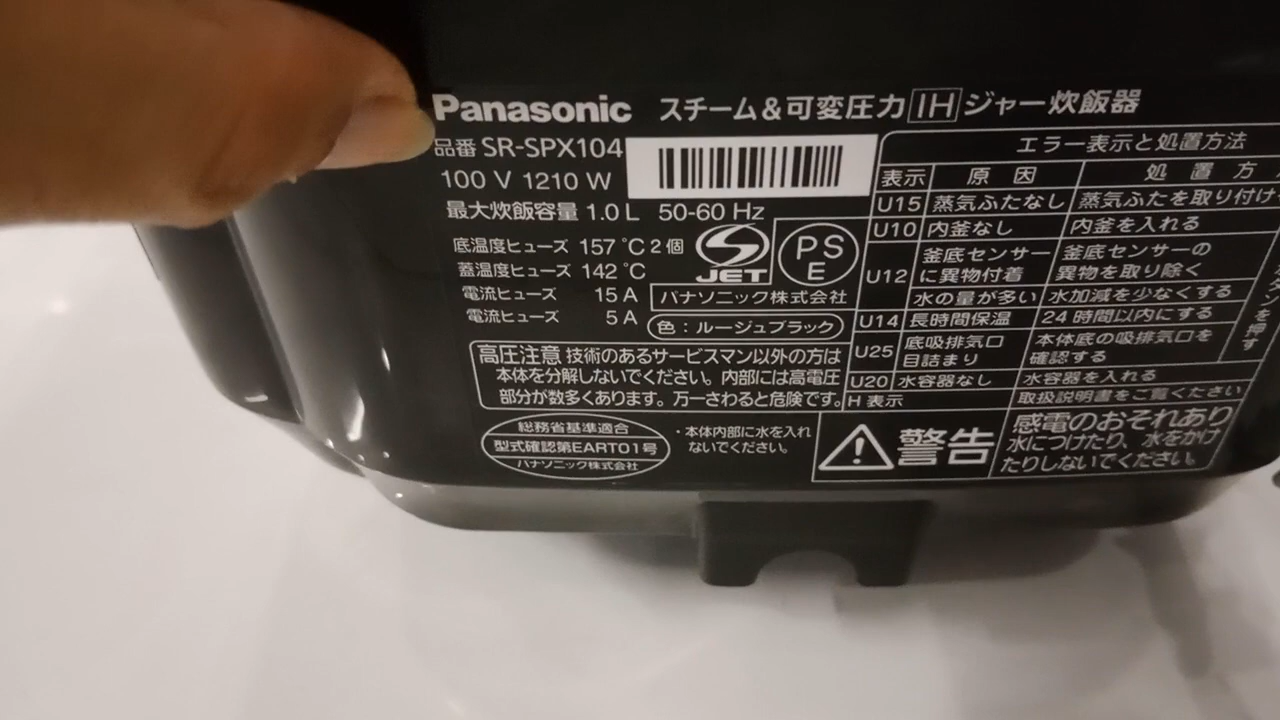 Panasonic スチーム&可変圧力 IH ジャー炊飯器
品番 SR-SPX104
100 V 1210 W
最大炊飯容量 1.0 L 50-60 Hz
底温度ヒューズ 157 ℃ 2個
蓋温度ヒューズ 142 ℃
電流ヒューズ 15 A
電流ヒューズ 5 A
JET
PS
E
パナソニック株式会社
色:ルージュブラック
高圧注意 技術のあるサービスマン以外の方は
本体を分解しないでください。内部には高電圧
部分が数多くあります。万一さわると危険です。
総務省基準適合
型式確認第EART01号
パナソニック株式会社
・本体内部に水を入れ
ないでください。
エラー表示と処置方法
表示 原因 処置方
U15 蒸気ふたなし 蒸気ふたを取り付け
U10 内釜なし 内釜を入れる
U12 釜底センサー 釜底センサーの
に異物付着 異物を取り除く
水の量が多い 水加減を少なくする
U14 長時間保温 24時間以内にする
U25 底吸排気口 本体底の吸排気口を
目詰まり 確認する
U20 水容器なし 水容器を入れる
H 表示 取扱説明書をご覧ください
タンを押す
警告
感電のおそれあり
水につけたり、水をかけ
たりしないでください。